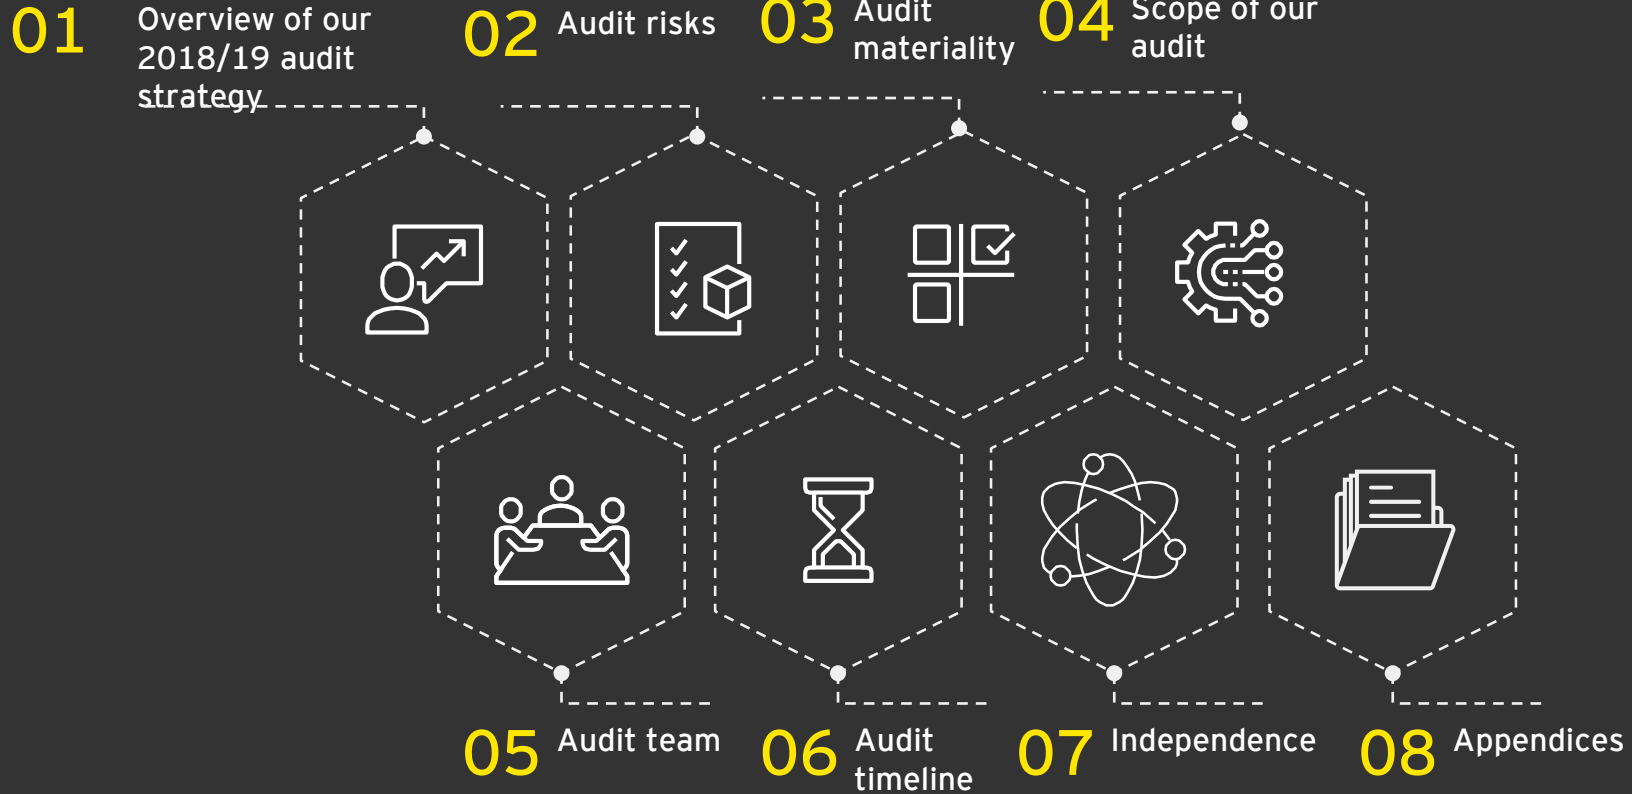 01
Overview of our
2018/19 audit
strategy
02
Audit risks
03
Audit
materiality
04
Scope of our
audit
05
Audit team
06
Audit
timeline
07
Independence
08
Appendices